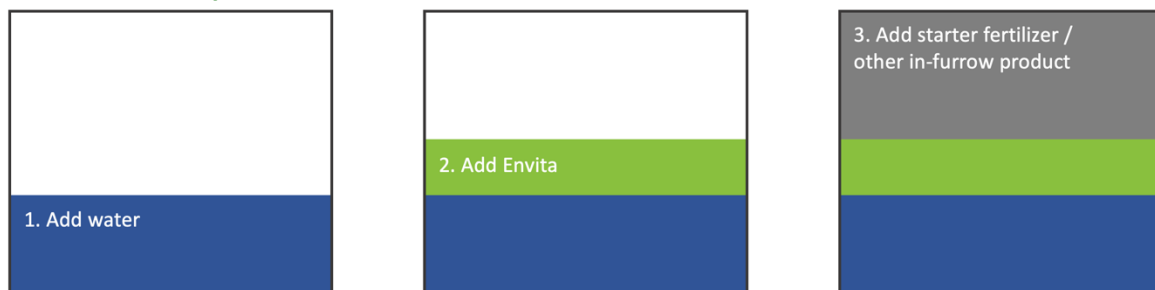 1. Add water
2. Add Envita
3. Add starter fertilizer /
other in-furrow product